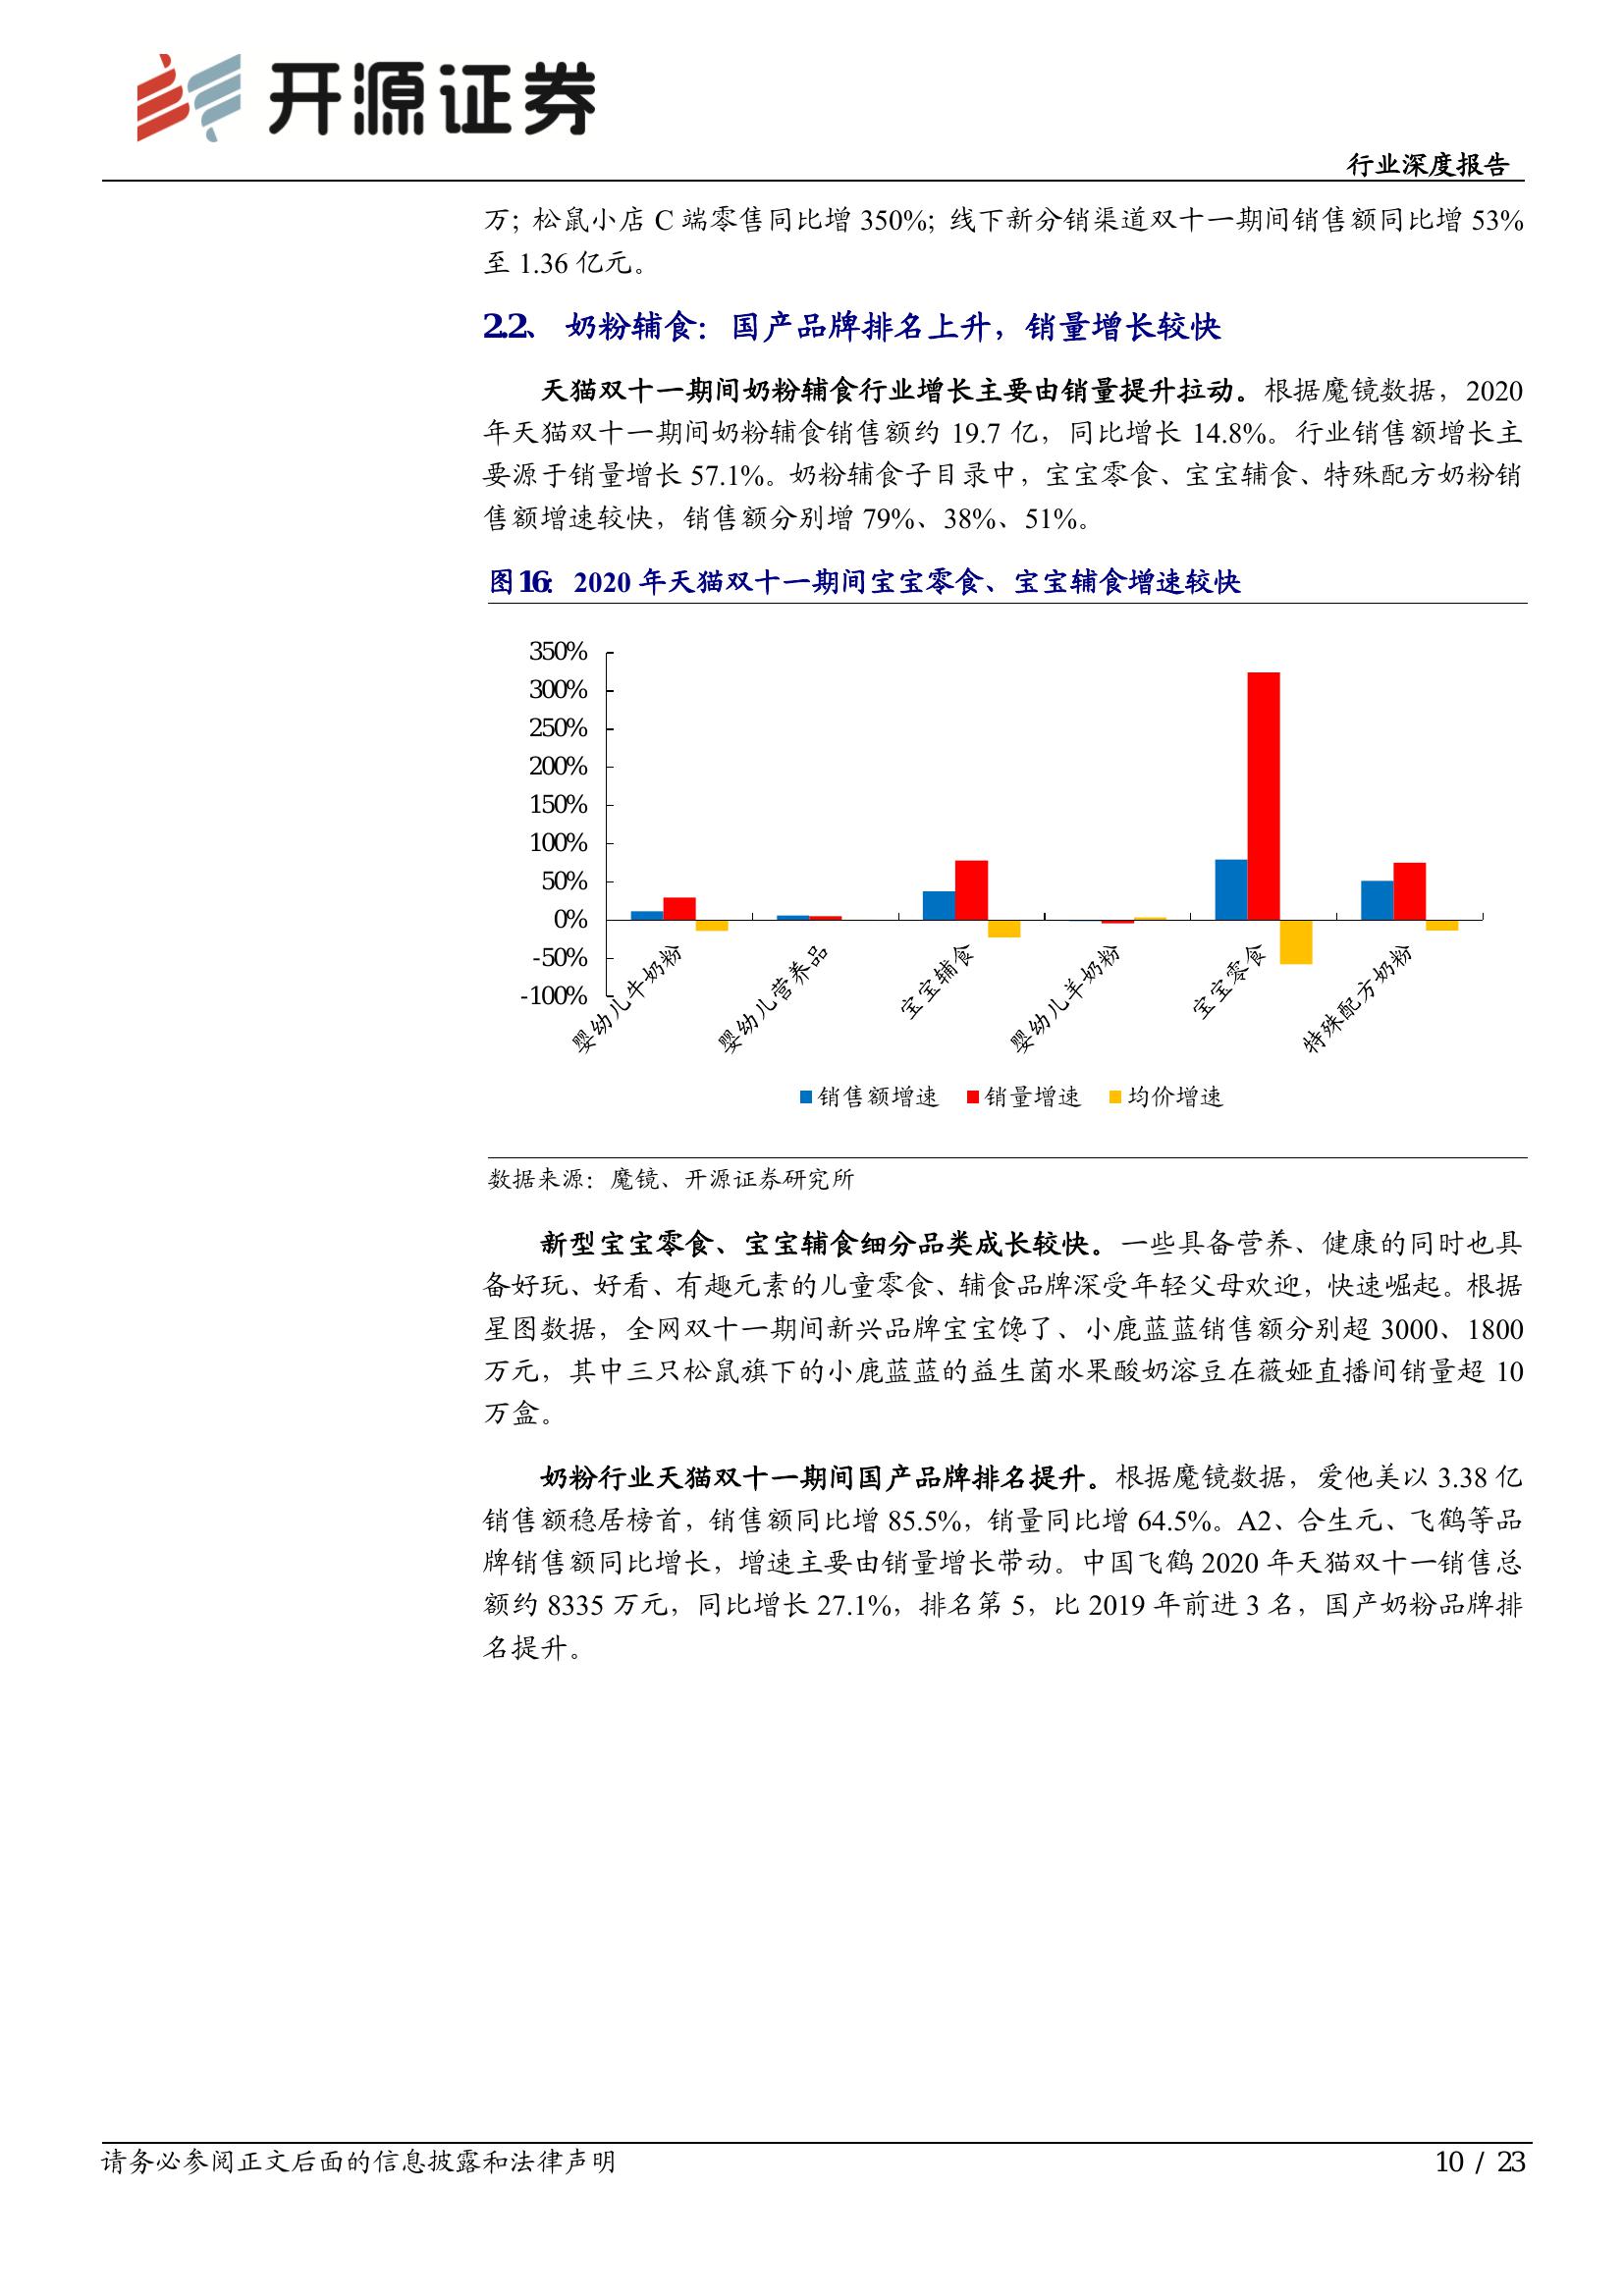 开源证券
行业深度报告
万；松鼠小店 C 端零售同比增 350%；线下新分销渠道双十一期间销售额同比增 53%
至 1.36 亿元。
2.2、 奶粉辅食：国产品牌排名上升，销量增长较快
天猫双十一期间奶粉辅食行业增长主要由销量提升拉动。根据魔镜数据，2020
年天猫双十一期间奶粉辅食销售额约 19.7 亿，同比增长 14.8%。行业销售额增长主
要源于销量增长 57.1%。奶粉辅食子目录中，宝宝零食、宝宝辅食、特殊配方奶粉销
售额增速较快，销售额分别增 79%、38%、51%。
图 16：2020 年天猫双十一期间宝宝零食、宝宝辅食增速较快
350%
300%
250%
200%
150%
100%
50%
0%
-50%
-100%
婴幼儿牛奶粉
婴幼儿营养品
宝宝辅食
婴幼儿羊奶粉
宝宝零食
特殊配方奶粉
销售额增速 销量增速 均价增速
数据来源：魔镜、开源证券研究所
新型宝宝零食、宝宝辅食细分品类成长较快。一些具备营养、健康的同时也具
备好玩、好看、有趣元素的儿童零食、辅食品牌深受年轻父母欢迎，快速崛起。根据
星图数据，全网双十一期间新兴品牌宝宝馋了、小鹿蓝蓝销售额分别超 3000、1800
万元，其中三只松鼠旗下的小鹿蓝蓝的益生菌水果酸奶溶豆在薇娅直播间销量超 10
万盒。
奶粉行业天猫双十一期间国产品牌排名提升。根据魔镜数据，爱他美以 3.38 亿
销售额稳居榜首，销售额同比增 85.5%，销量同比增 64.5%。A2、合生元、飞鹤等品
牌销售额同比增长，增速主要由销量增长带动。中国飞鹤 2020 年天猫双十一销售总
额约 8335 万元，同比增长 27.1%，排名第 5，比 2019 年前进 3 名，国产奶粉品牌排
名提升。
请务必参阅正文后面的信息披露和法律声明
10 / 23